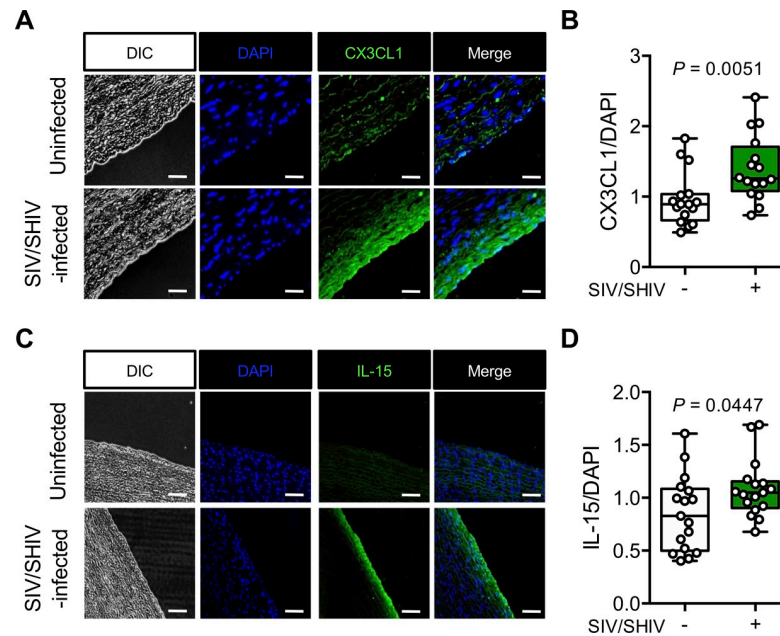 A
DIC DAPI CX3CL1 Merge
Uninfected
SIV/SHIV
-infected
B
CX3CL1/DAPI
3
2
1
0
P = 0.0051
SIV/SHIV - +
C
DIC DAPI IL-15 Merge
Uninfected
SIV/SHIV
-infected
D
IL-15/DAPI
2.0
1.5
1.0
0.5
0.0
P = 0.0447
SIV/SHIV - +